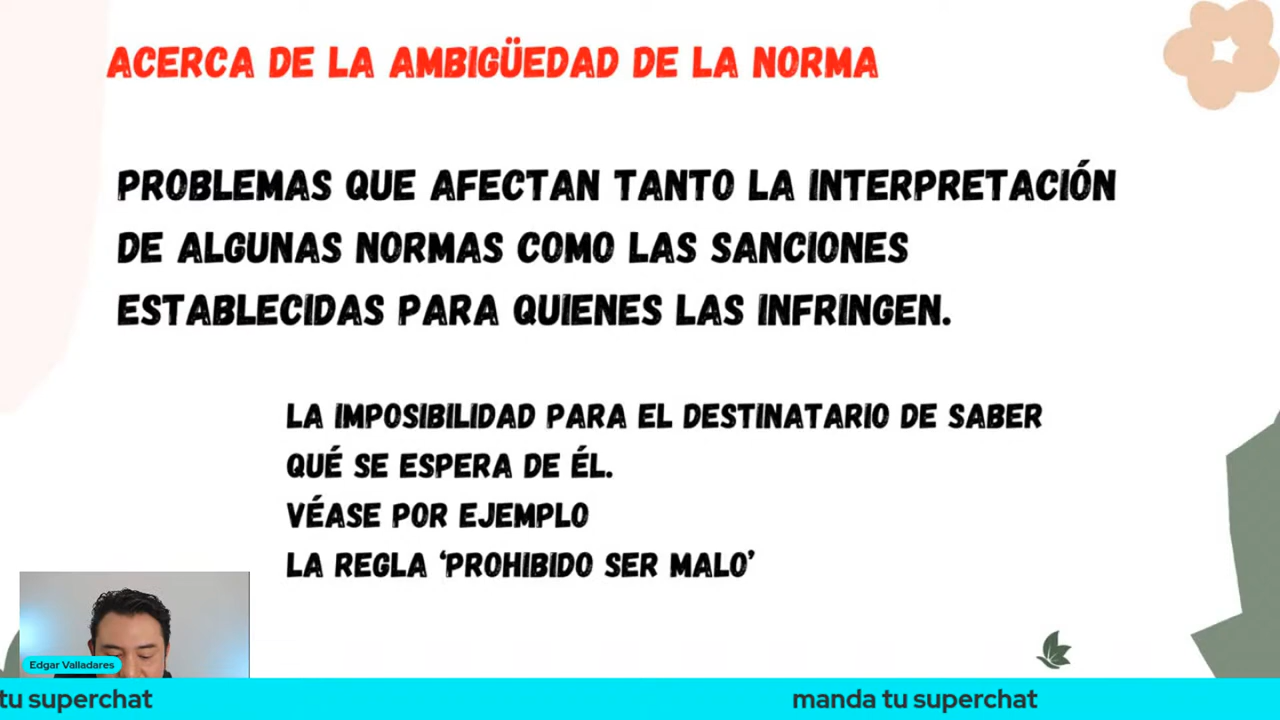 ACERCA DE LA AMBIGÜEDAD DE LA NORMA
PROBLEMAS QUE AFECTAN TANTO LA INTERPRETACIÓN
DE ALGUNAS NORMAS COMO LAS SANCIONES
ESTABLECIDAS PARA QUIENES LAS INFRINGEN.
LA IMPOSIBILIDAD PARA EL DESTINATARIO DE SABER
QUÉ SE ESPERA DE ÉL.
VÉASE POR EJEMPLO
LA REGLA ‘PROHIBIDO SER MALO’
Edgar Valladares
tu superchat
manda tu superchat